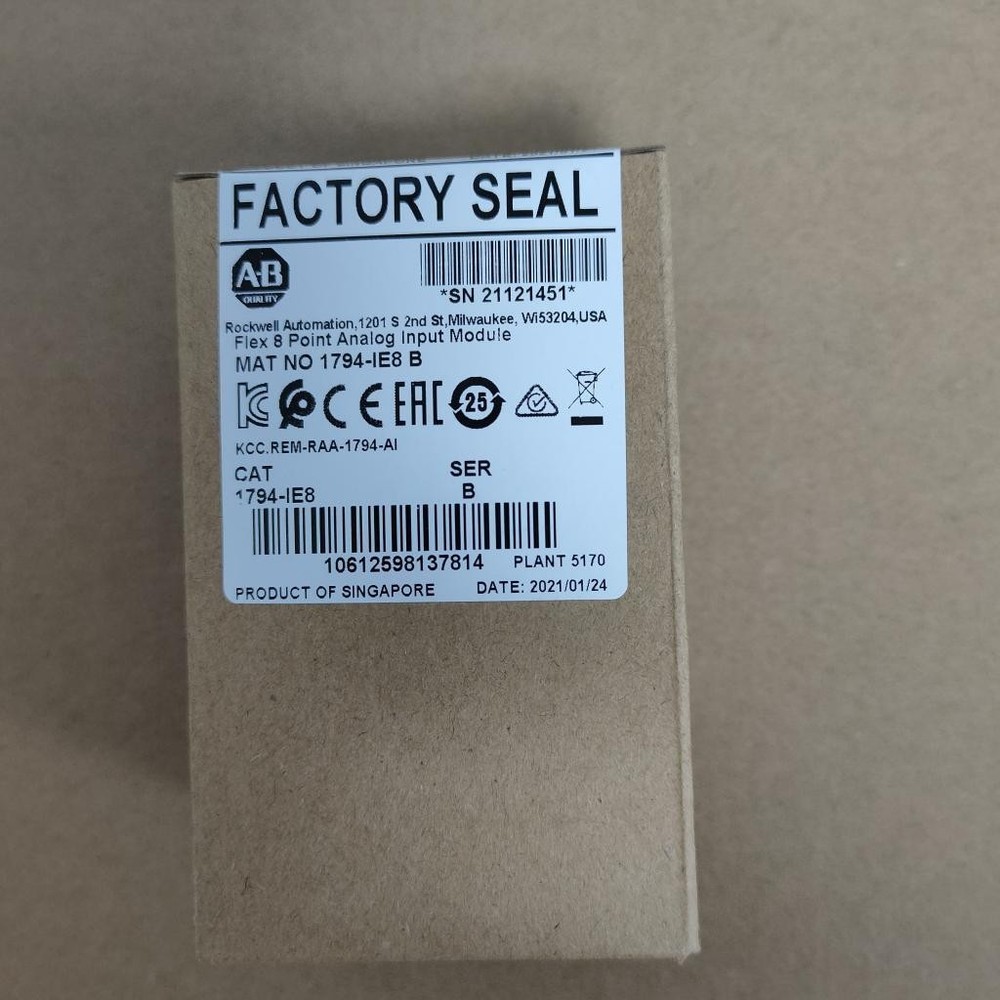 FACTORY SEAL
A-B
QUALITY
*SN 21121451*
Rockwell Automation,1201 S 2nd St,Milwaukee, Wi53204,USA
Flex 8 Point Analog Input Module
MAT NO 1794-IE8 B
CE EAC 25
KCC.REM-RAA-1794-AI
CAT SER
1794-IE8 B
10612598137814 PLANT 5170
PRODUCT OF SINGAPORE DATE: 2021/01/24